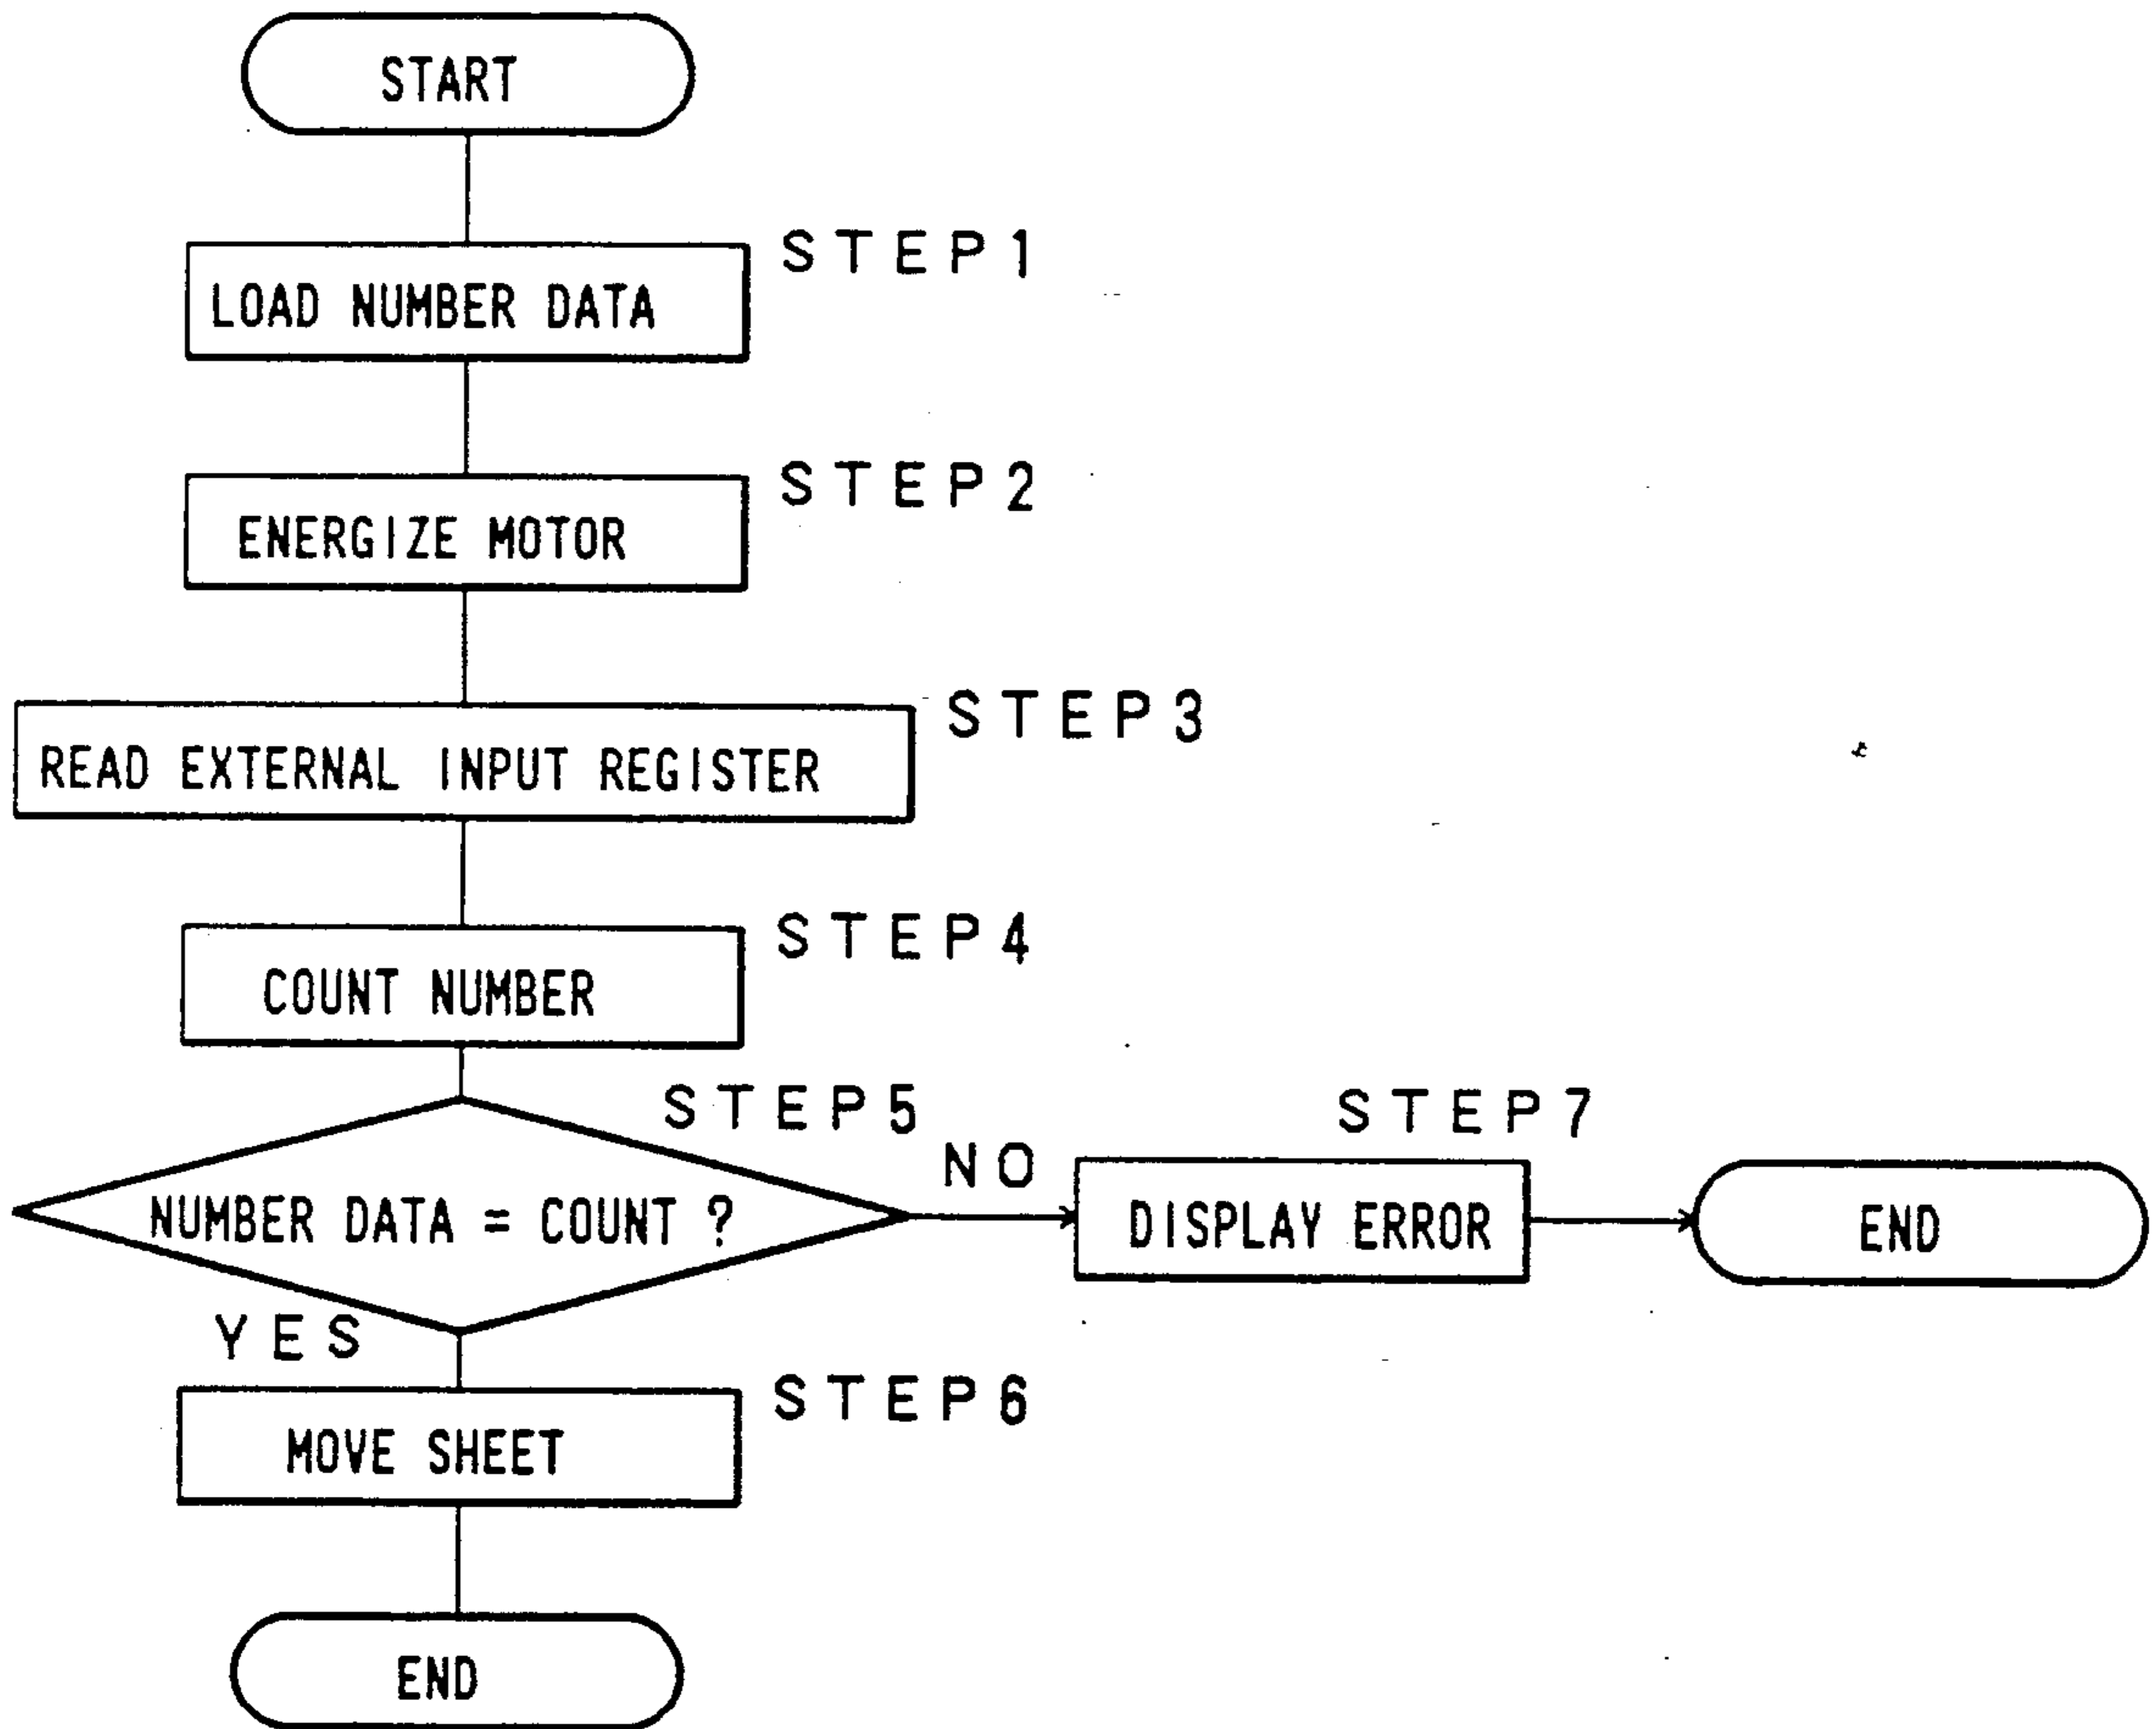 START
STEP1
LOAD NUMBER DATA
STEP2
ENERGIZE MOTOR
STEP3
READ EXTERNAL INPUT REGISTER
STEP4
COUNT NUMBER
STEP5
NUMBER DATA = COUNT ?
NO
STEP7
DISPLAY ERROR
END
YES
STEP6
MOVE SHEET
END